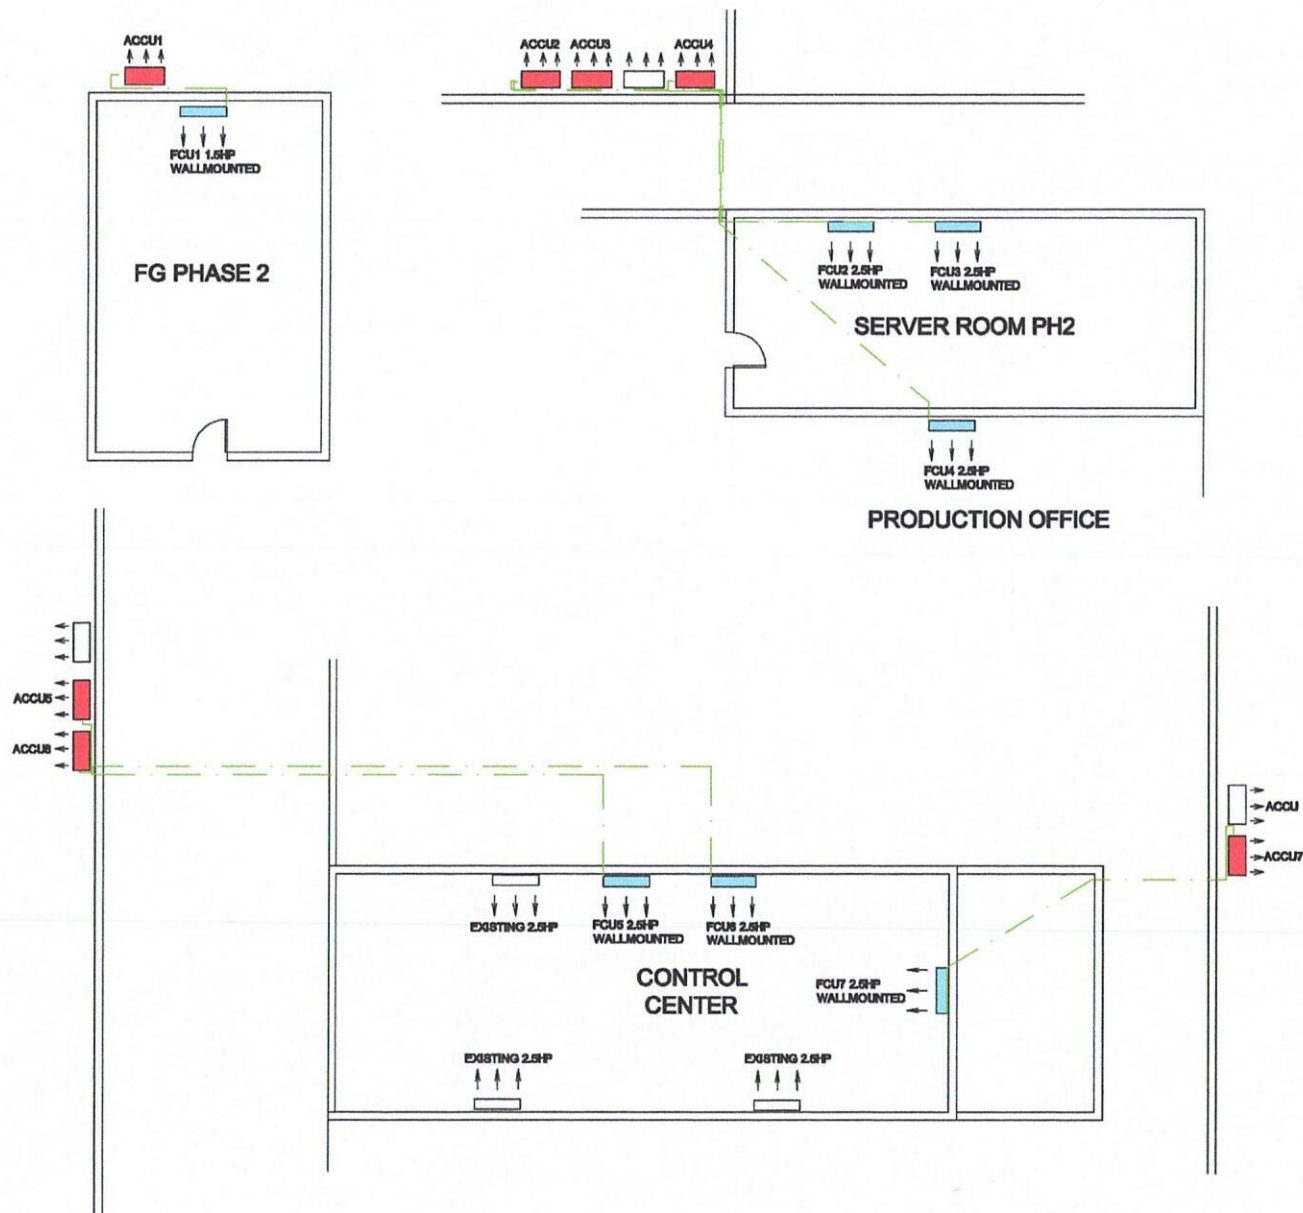 ACCU1
FCU1 1.5HP
WALLMOUNTED
FG PHASE 2
ACCU2
ACCU3
ACCU4
FCU2 2.5HP
WALLMOUNTED
FCU3 2.5HP
WALLMOUNTED
SERVER ROOM PH2
FCU4 2.5HP
WALLMOUNTED
PRODUCTION OFFICE
ACCU5
ACCU6
ACCU
ACCU7
EXISTING 2.5HP
FCU5 2.5HP
WALLMOUNTED
FCU6 2.5HP
WALLMOUNTED
CONTROL
CENTER
FCU7 2.5HP
WALLMOUNTED
EXISTING 2.5HP
EXISTING 2.5HP